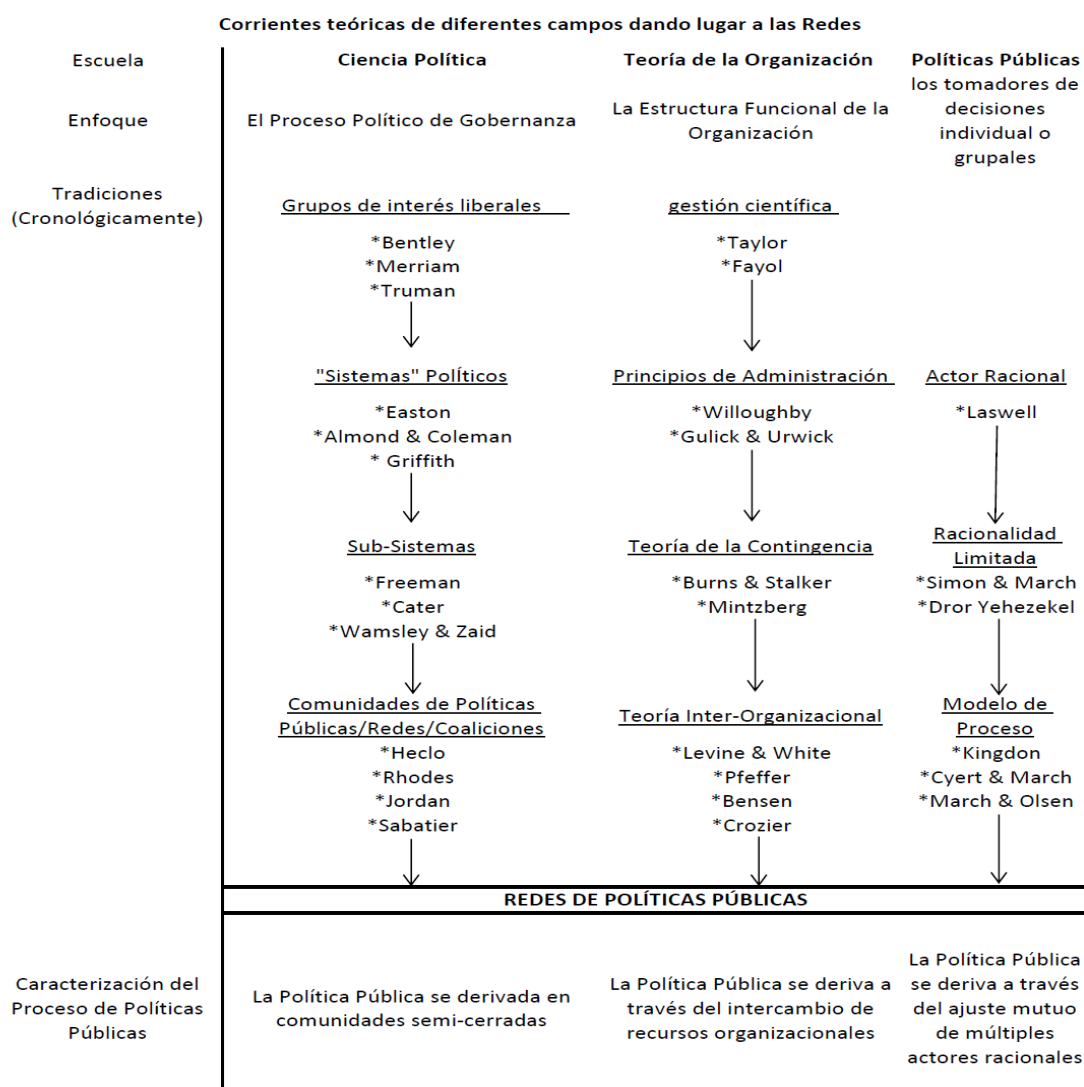 Corrientes teóricas de diferentes campos dando lugar a las Redes
Escuela
Ciencia Política
Teoría de la Organización
Políticas Públicas
Enfoque
El Proceso Político de Gobernanza
La Estructura Funcional de la
Organización
los tomadores de
decisiones
individual o
grupales
Tradiciones
(Cronológicamente)
Grupos de interés liberales
*Bentley
*Merriam
*Truman
gestión científica
*Taylor
*Fayol
"Sistemas" Políticos
*Easton
*Almond & Coleman
* Griffith
Principios de Administración
*Willoughby
*Gulick & Urwick
Actor Racional
*Laswell
Sub-Sistemas
*Freeman
*Cater
*Wamsley & Zaid
Teoría de la Contingencia
*Burns & Stalker
*Mintzberg
Racionalidad
Limitada
*Simon & March
*Dror Yehezekel
Comunidades de Políticas
Públicas/Redes/Coaliciones
*Heclo
*Rhodes
*Jordan
*Sabatier
Teoría Inter-Organizacional
*Levine & White
*Pfeffer
*Bensen
*Crozier
Modelo de
Proceso
*Kingdon
*Cyert & March
*March & Olsen
REDES DE POLÍTICAS PÚBLICAS
Caracterización del
Proceso de Políticas
Públicas
La Política Pública se derivada en
comunidades semi-cerradas
La Política Pública se deriva a
través del intercambio de
recursos organizacionales
La Política Pública
se deriva a través
del ajuste mutuo
de múltiples
actores racionales